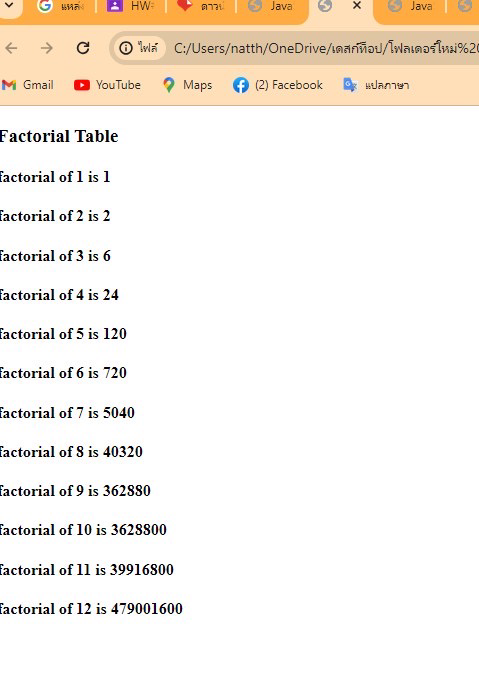 แหล่ง HW: ดาวน Java Java
ไฟล์ C:/Users/natth/OneDrive/เดสก์ท็อป/โฟลเดอร์ใหม่%20
Gmail YouTube Maps (2) Facebook แปลภาษา
Factorial Table
factorial of 1 is 1
factorial of 2 is 2
factorial of 3 is 6
factorial of 4 is 24
factorial of 5 is 120
factorial of 6 is 720
factorial of 7 is 5040
factorial of 8 is 40320
factorial of 9 is 362880
factorial of 10 is 3628800
factorial of 11 is 39916800
factorial of 12 is 479001600